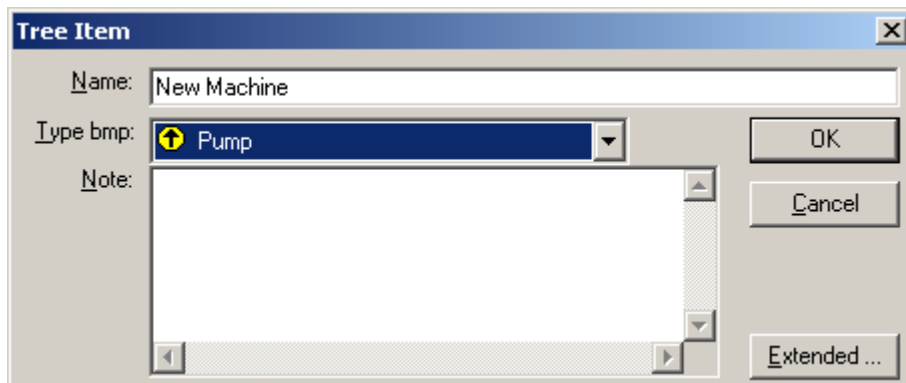 Tree Item
Name: New Machine
Type bmp: Pump
OK
Note:
Cancel
Extended ...